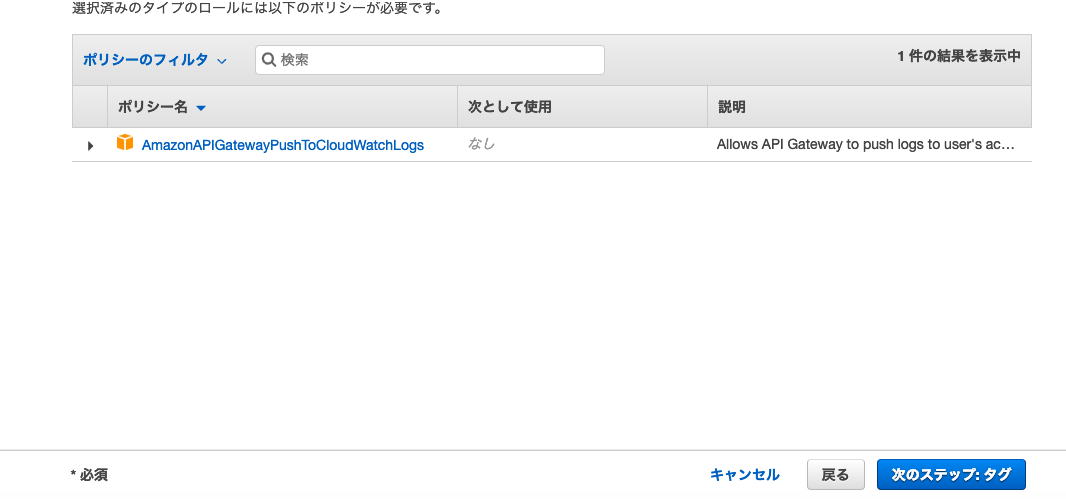 選択済みのタイプのロールには以下のポリシーが必要です。
ポリシーのフィルタ 検索 1 件の結果を表示中
ポリシー名 次として使用 説明
AmazonAPIGatewayPushToCloudWatchLogs なし Allows API Gateway to push logs to user's ac...
* 必須 キャンセル 戻る 次のステップ: タグ